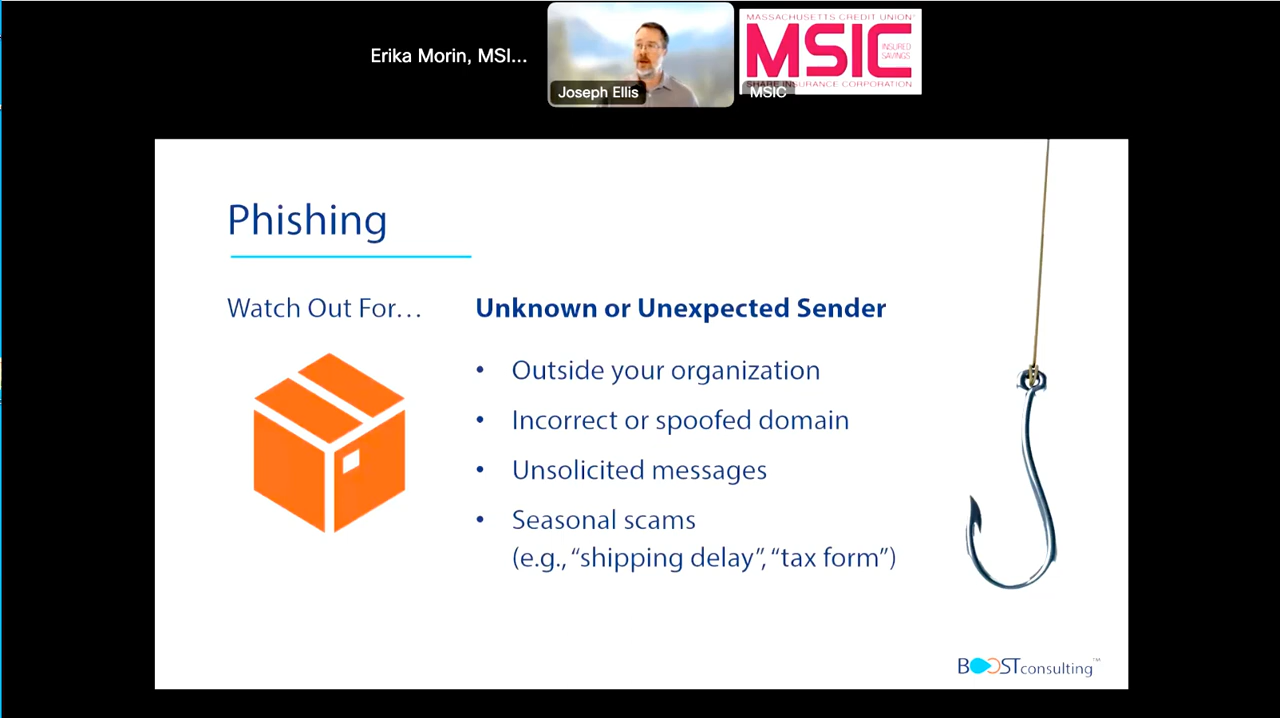 Erika Morin, MSI...
Joseph Ellis
MASSACHUSETTS CREDIT UNION
MSIC
INSURED
SAVINGS
SHARE INSURANCE CORPORATION
MSIC
Phishing
Watch Out For...
Unknown or Unexpected Sender
• Outside your organization
• Incorrect or spoofed domain
• Unsolicited messages
• Seasonal scams
(e.g., “shipping delay”, “tax form”)
BOOSTconsulting™